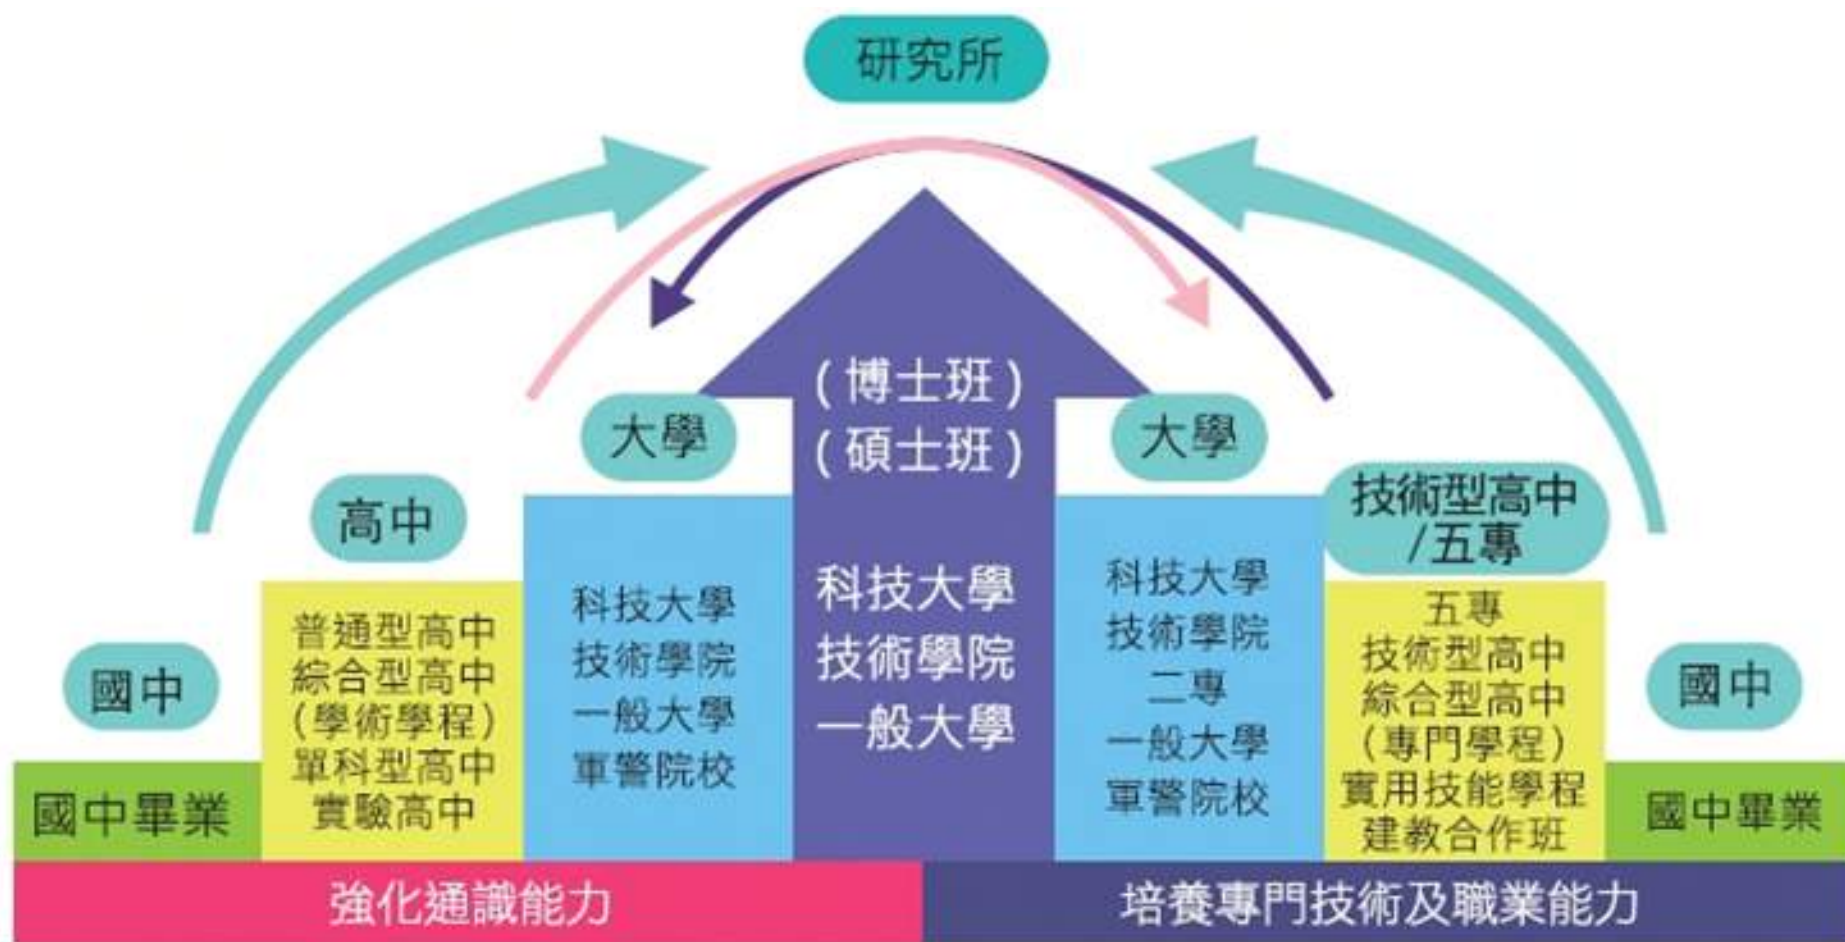 研究所
國中
國中畢業
高中
普通型高中
綜合型高中
(學術學程)
單科型高中
實驗高中
大學
科技大學
技術學院
一般大學
軍警院校
(博士班)
(碩士班)
科技大學
技術學院
一般大學
大學
科技大學
技術學院
二專
一般大學
軍警院校
技術型高中
/五專
五專
技術型高中
綜合型高中
(專門學程)
實用技能學程
建教合作班
國中
國中畢業
強化通識能力
培養專門技術及職業能力